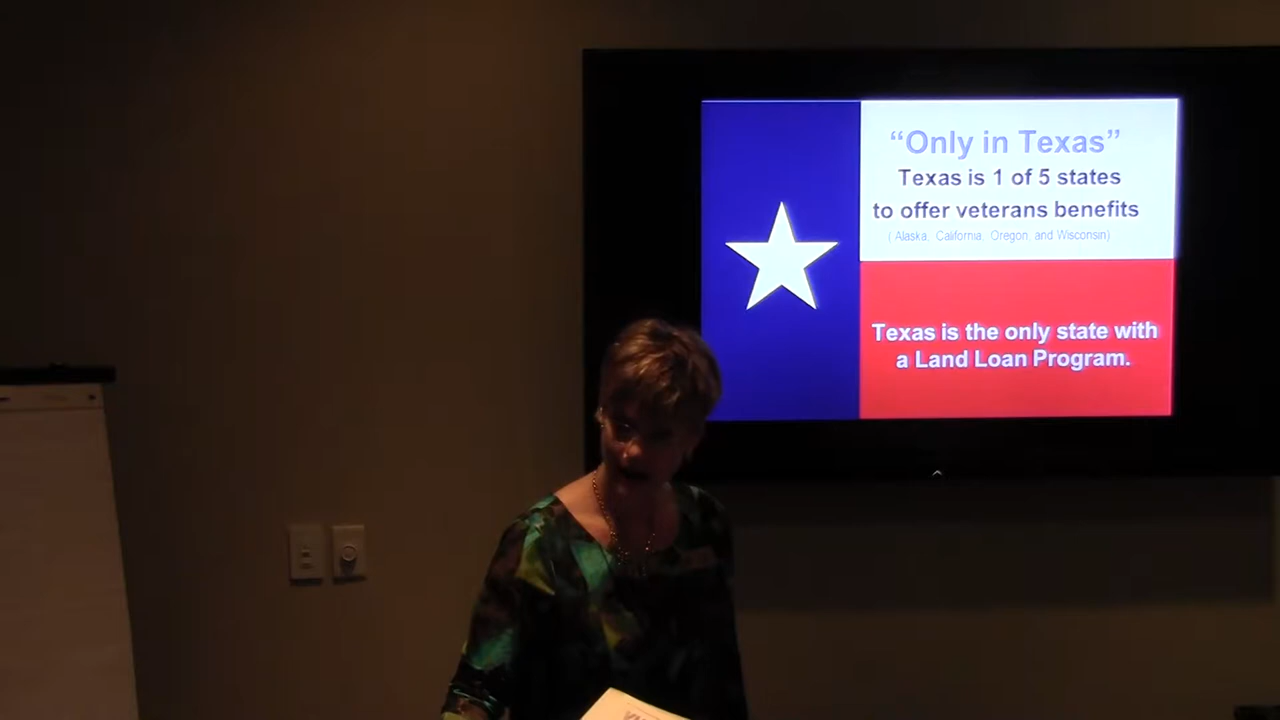 “Only in Texas”
Texas is 1 of 5 states
to offer veterans benefits
( Alaska, California, Oregon, and Wisconsin)
Texas is the only state with
a Land Loan Program.